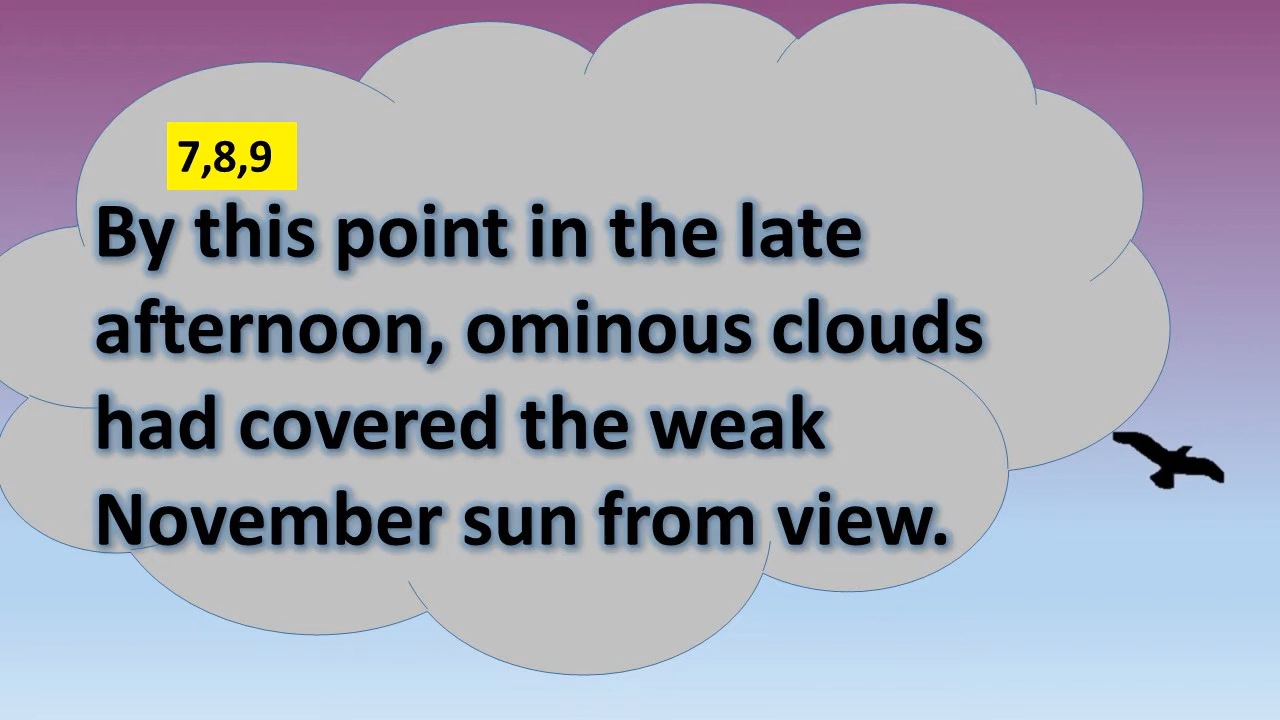 7,8,9
By this point in the late
afternoon, ominous clouds
had covered the weak
November sun from view.